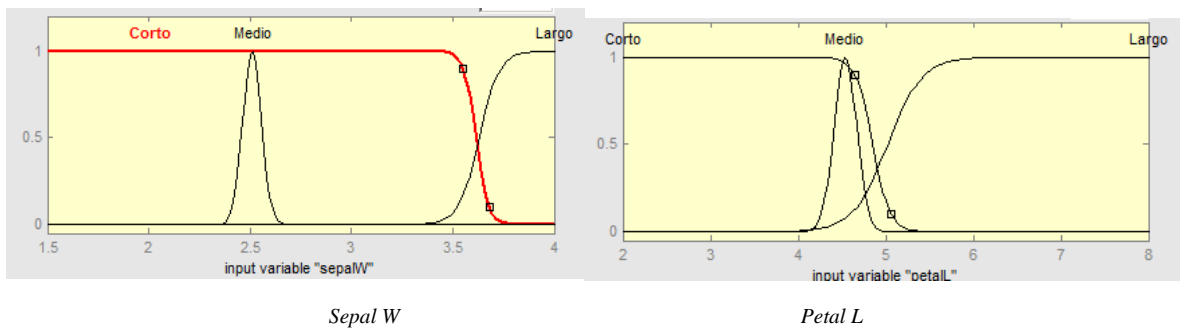 Corto Medio Largo
1
0.5
0
1.5 2 2.5 3 3.5 4
input variable "sepalW"
Corto Medio Largo
1
0.5
0
2 3 4 5 6 7 8
input variable "petalL"
Sepal W
Petal L